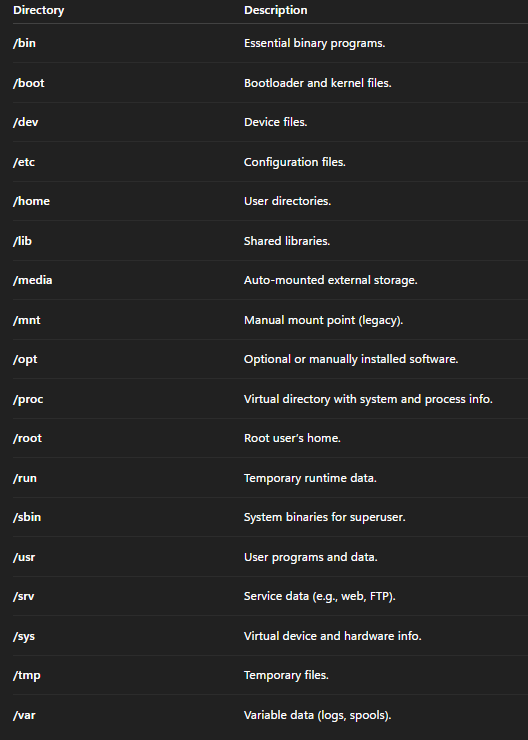 Directory Description
/bin Essential binary programs.
/boot Bootloader and kernel files.
/dev Device files.
/etc Configuration files.
/home User directories.
/lib Shared libraries.
/media Auto-mounted external storage.
/mnt Manual mount point (legacy).
/opt Optional or manually installed software.
/proc Virtual directory with system and process info.
/root Root user's home.
/run Temporary runtime data.
/sbin System binaries for superuser.
/usr User programs and data.
/srv Service data (e.g., web, FTP).
/sys Virtual device and hardware info.
/tmp Temporary files.
/var Variable data (logs, spools).